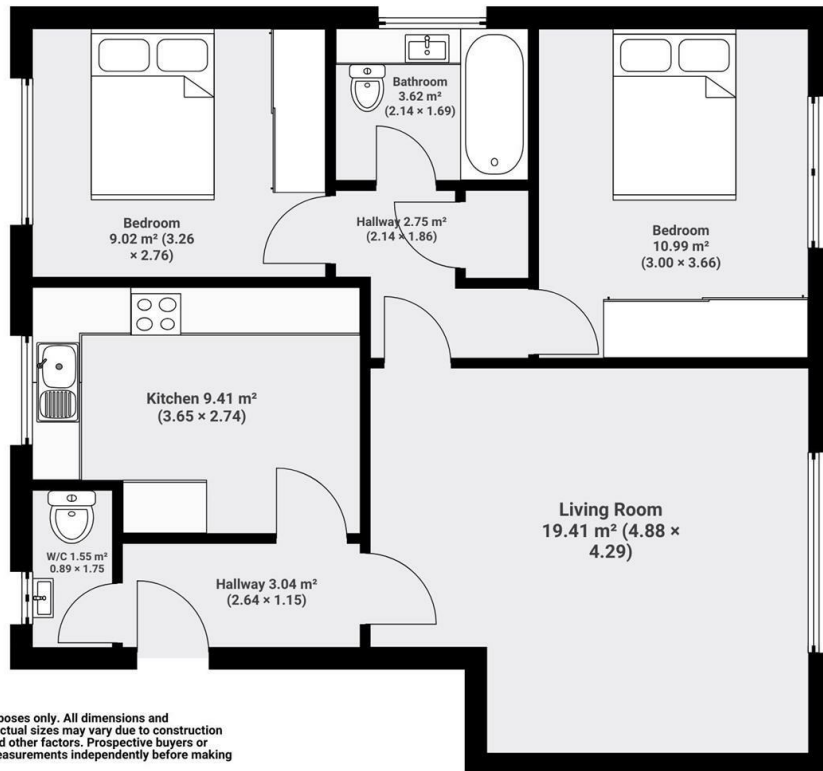 Bathroom
3.62 m²
(2.14 × 1.69)
Bedroom
9.02 m² (3.26
× 2.76)
Hallway 2.75 m²
(2.14 × 1.86)
Bedroom
10.99 m²
(3.00 × 3.66)
Kitchen 9.41 m²
(3.65 × 2.74)
Living Room
19.41 m² (4.88 ×
4.29)
W/C 1.55 m²
0.89 × 1.75
Hallway 3.04 m²
(2.64 × 1.15)
poses only. All dimensions and
ctual sizes may vary due to construction
d other factors. Prospective buyers or
easurements independently before making